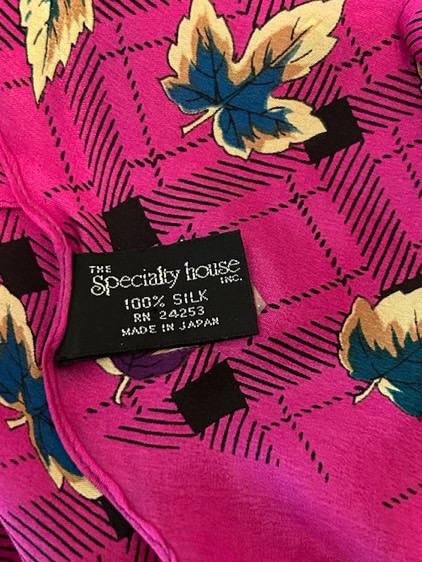 THE
Specialty house
INC.
100% SILK
RN 24253
MADE IN JAPAN